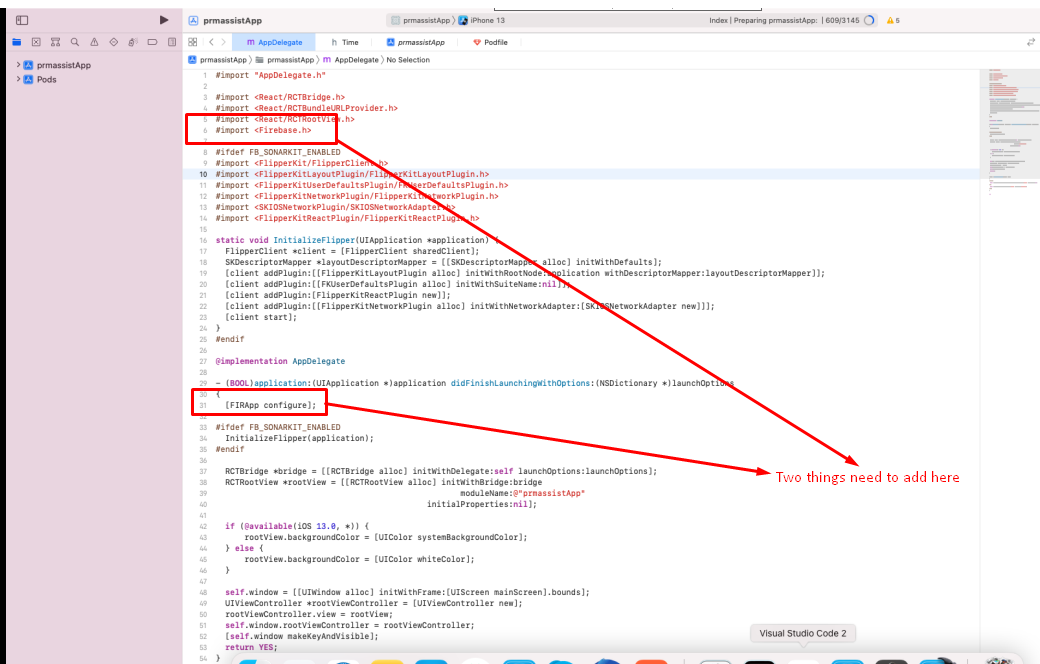 prmassistApp
prmassistApp 〉 iPhone 13
Index | Preparing prmassistApp: | 609/3145
5
m AppDelegate
h Time
prmassistApp
Podfile
prmassistApp 〉 prmassistApp 〉 m AppDelegate 〉 No Selection
prmassistApp
Pods
1 #import "AppDelegate.h"
2
3 #import <React/RCTBridge.h>
4 #import <React/RCTBundleURLProvider.h>
5 #import <React/RCTRootView.h>
6 #import <Firebase.h>
8 #ifdef FB_SONARKIT_ENABLED
9 #import <FlipperKit/FlipperClient.h>
10 #import <FlipperKitLayoutPlugin/FlipperKitLayoutPlugin.h>
11 #import <FlipperKitUserDefaultsPlugin/FKUserDefaultsPlugin.h>
12 #import <FlipperKitNetworkPlugin/FlipperKitNetworkPlugin.h>
13 #import <SKIOSNetworkPlugin/SKIOSNetworkAdapter.h>
14 #import <FlipperKitReactPlugin/FlipperKitReactPlugin.h>
15
16 static void InitializeFlipper(UIApplication *application) {
17 FlipperClient *client = [FlipperClient sharedClient];
18 SKDescriptorMapper *layoutDescriptorMapper = [[SKDescriptorMapper alloc] initWithDefaults];
19 [client addPlugin:[[FlipperKitLayoutPlugin alloc] initWithRootNode:application withDescriptorMapper:layoutDescriptorMapper]];
20 [client addPlugin:[[FKUserDefaultsPlugin alloc] initWithSuiteName:nil]];
21 [client addPlugin:[FlipperKitReactPlugin new]];
22 [client addPlugin:[[FlipperKitNetworkPlugin alloc] initWithNetworkAdapter:[SKIOSNetworkAdapter new]]];
23 [client start];
24 }
25 #endif
26
27 @implementation AppDelegate
28
29 - (BOOL)application:(UIApplication *)application didFinishLaunchingWithOptions:(NSDictionary *)launchOptions
30 {
31 [FIRApp configure];
32
33 #ifdef FB_SONARKIT_ENABLED
34 InitializeFlipper(application);
35 #endif
36
37 RCTBridge *bridge = [[RCTBridge alloc] initWithDelegate:self launchOptions:launchOptions];
38 RCTRootView *rootView = [[RCTRootView alloc] initWithBridge:bridge
39 moduleName:@"prmassistApp"
40 initialProperties:nil];
41
42 if (@available(iOS 13.0, *)) {
43 rootView.backgroundColor = [UIColor systemBackgroundColor];
44 } else {
45 rootView.backgroundColor = [UIColor whiteColor];
46 }
47
48 self.window = [[UIWindow alloc] initWithFrame:[UIScreen mainScreen].bounds];
49 UIViewController *rootViewController = [UIViewController new];
50 rootViewController.view = rootView;
51 self.window.rootViewController = rootViewController;
52 [self.window makeKeyAndVisible];
53 return YES;
54 }
Two things need to add here
Visual Studio Code 2